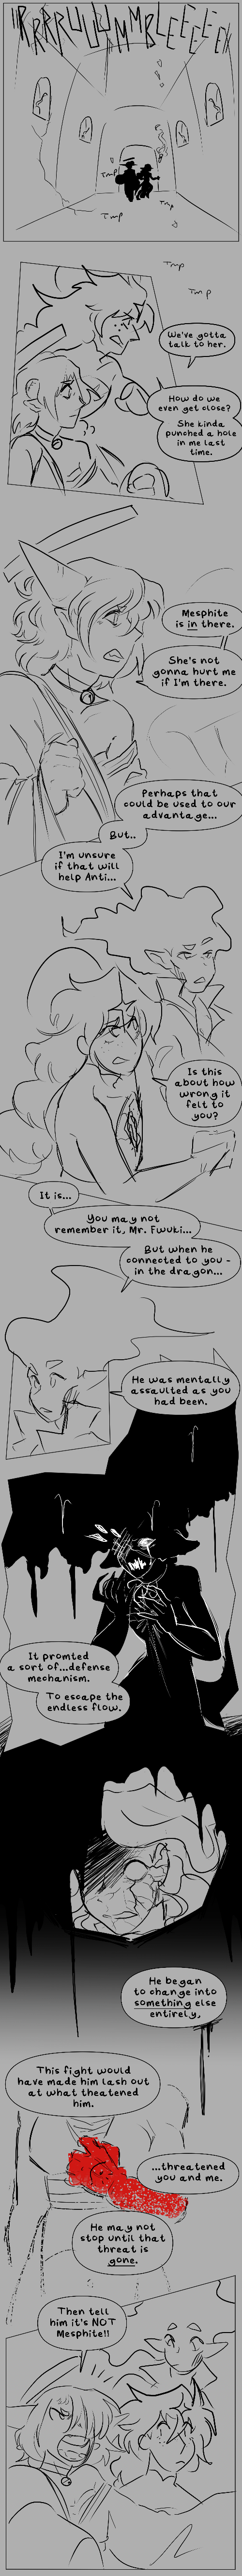 RRRRUUUMMBLEEEEE
Tmp
Tmp
Tmp
Tmp
Tmp
We've gotta
talk to her.
How do we
even get close?
She kinda
punched a hole
in me last
time.
Mesphite
is in there.
She's not
gonna hurt me
if I'm there.
Perhaps that
could be used to our
advantage...
But..
I'm unsure
if that will
help Anti...
Is this
about how
wrong it
felt to
you?
It is...
You may not
remember it, Mr. Fwuki...
But when he
connected to you -
in the dragon...
He was mentally
assaulted as you
had been.
It promted
a sort of...defense
mechanism.
To escape the
endless flow.
He began
to change into
something else
entirely,
This fight would
have made him lash out
at what theatened
him.
...threatened
you and me.
He may not
stop until that
threat is
gone.
Then tell
him it's NOT
Mesphite!!